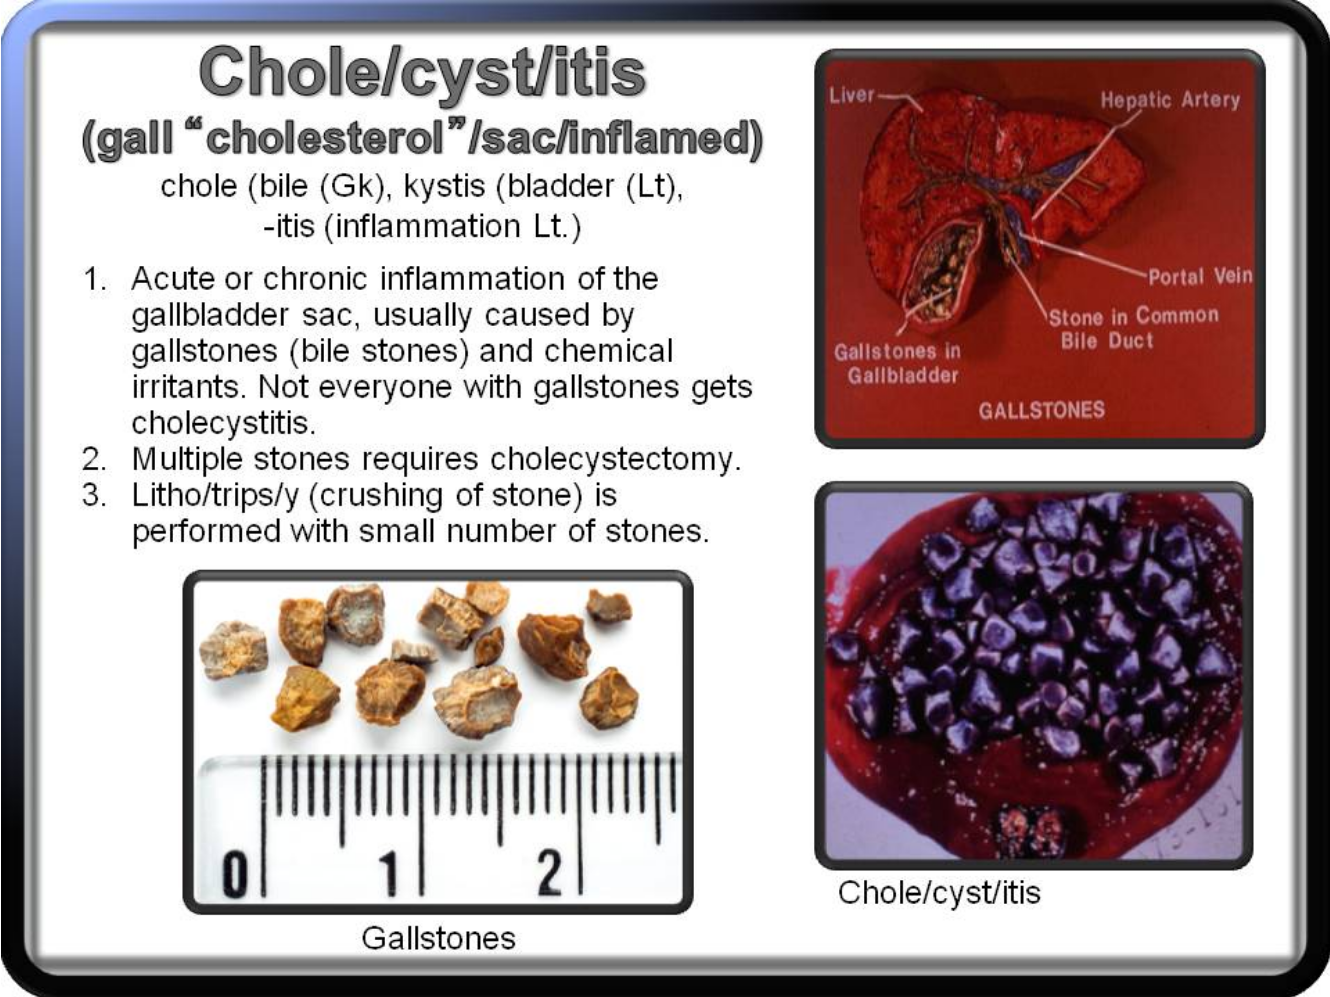 Chole/cyst/itis
(gall “cholesterol”/sac/inflamed)
chole (bile (Gk), kystis (bladder (Lt),
-itis (inflammation Lt.)
1. Acute or chronic inflammation of the
gallbladder sac, usually caused by
gallstones (bile stones) and chemical
irritants. Not everyone with gallstones gets
cholecystitis.
2. Multiple stones requires cholecystectomy.
3. Litho/trips/y (crushing of stone) is
performed with small number of stones.
0 1 2
Gallstones
Liver
Hepatic Artery
Portal Vein
Stone in Common
Bile Duct
Gallstones in
Gallbladder
GALLSTONES
Chole/cyst/itis